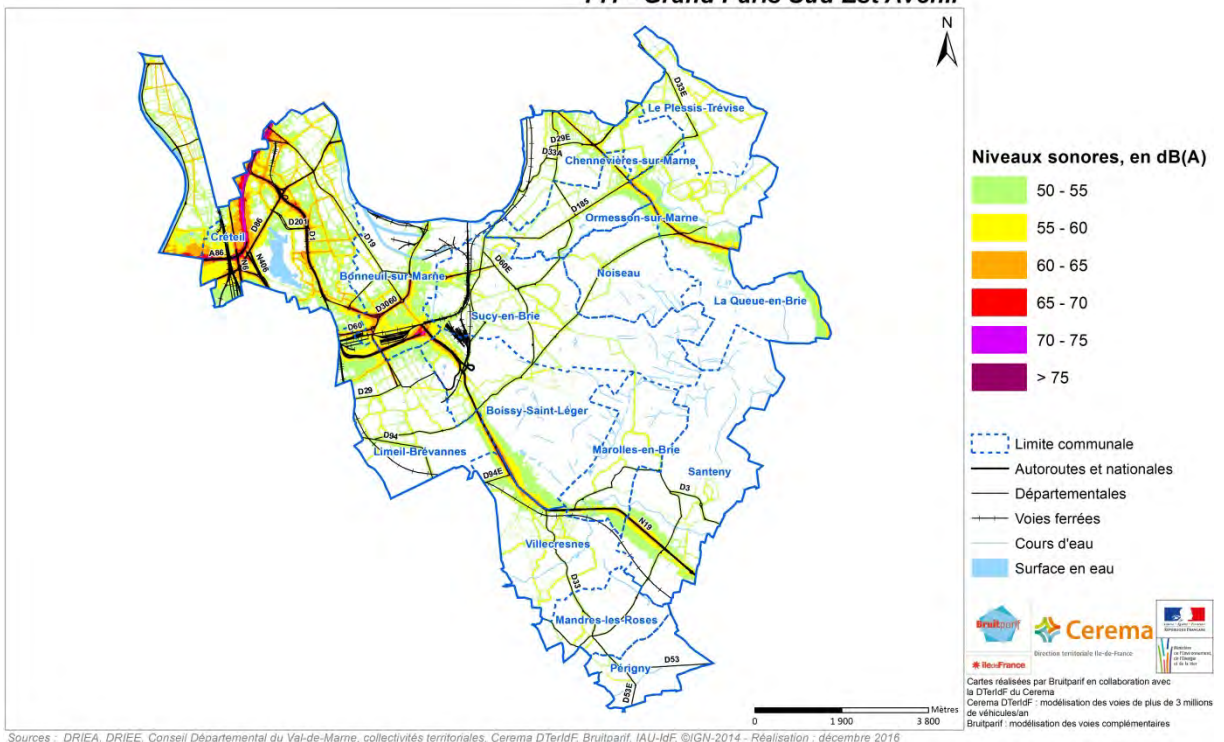 Grand Paris Sud Est Avenir
N
D33E
Le Plessis-Trévise
D29E
D33A
Chennevières-sur-Marne
D185
Ormesson-sur-Marne
Créteil
D86
D201
D1
A86
N6
N406
D19
Bonneuil-sur-Marne
D60E
Noiseau
La Queue-en-Brie
D3060
Sucy-en-Brie
D60
D29
Boissy-Saint-Léger
D94
Limeil-Brévannes
Marolles-en-Brie
Santeny
D94E
D3
N19
Villecresnes
D33
Mandres-les-Roses
Périgny
D53
D53E
Mètres
0 1 900 3 800
Niveaux sonores, en dB(A)
50 - 55
55 - 60
60 - 65
65 - 70
70 - 75
> 75
Limite communale
Autoroutes et nationales
Départementales
Voies ferrées
Cours d'eau
Surface en eau
Bruitparif
Cerema
Direction territoriale Ile-de-France
îledeFrance
Cartes réalisées par Bruitparif en collaboration avec
la DTerIdF du Cerema
Cerema DTerIdF : modélisation des voies de plus de 3 millions
de véhicules/an
Bruitparif : modélisation des voies complémentaires
Sources : DRIEA, DRIEE, Conseil Départemental du Val-de-Marne, collectivités territoriales, Cerema DTerIdF, Bruitparif, IAU-IdF, ©IGN-2014 - Réalisation : décembre 2016